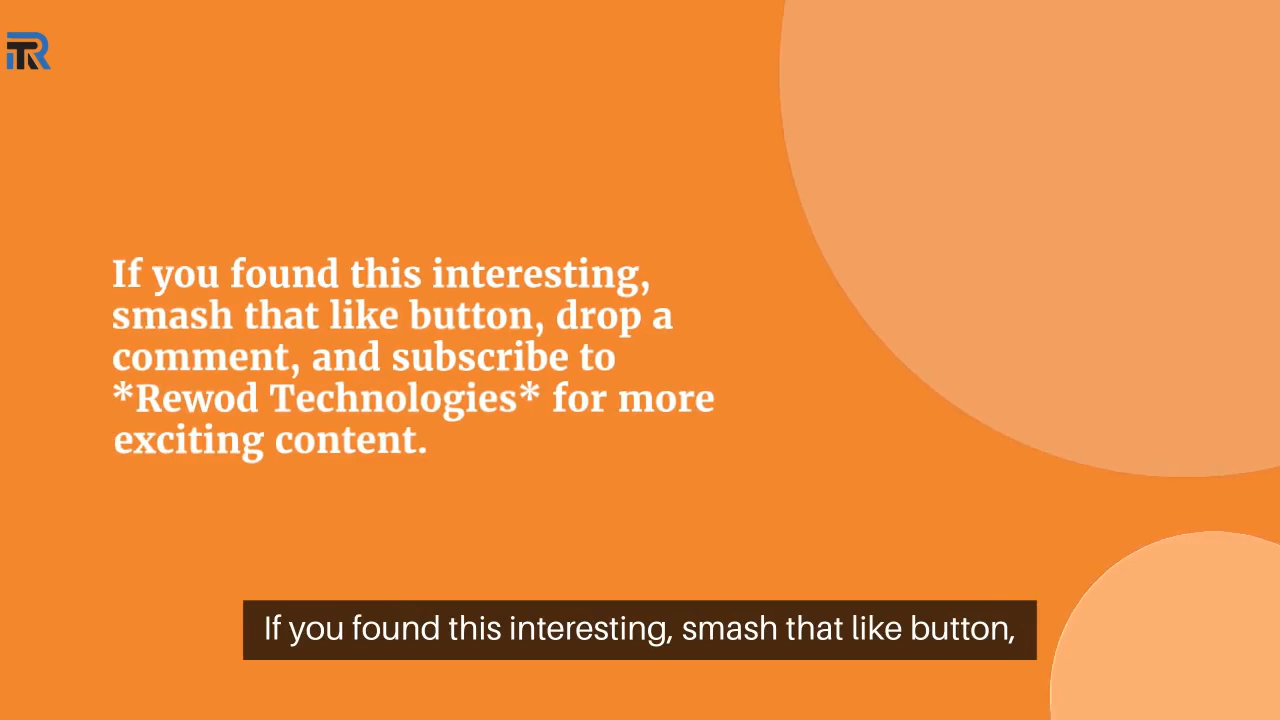 If you found this interesting,
smash that like button, drop a
comment, and subscribe to
*Rewod Technologies* for more
exciting content.
If you found this interesting, smash that like button,